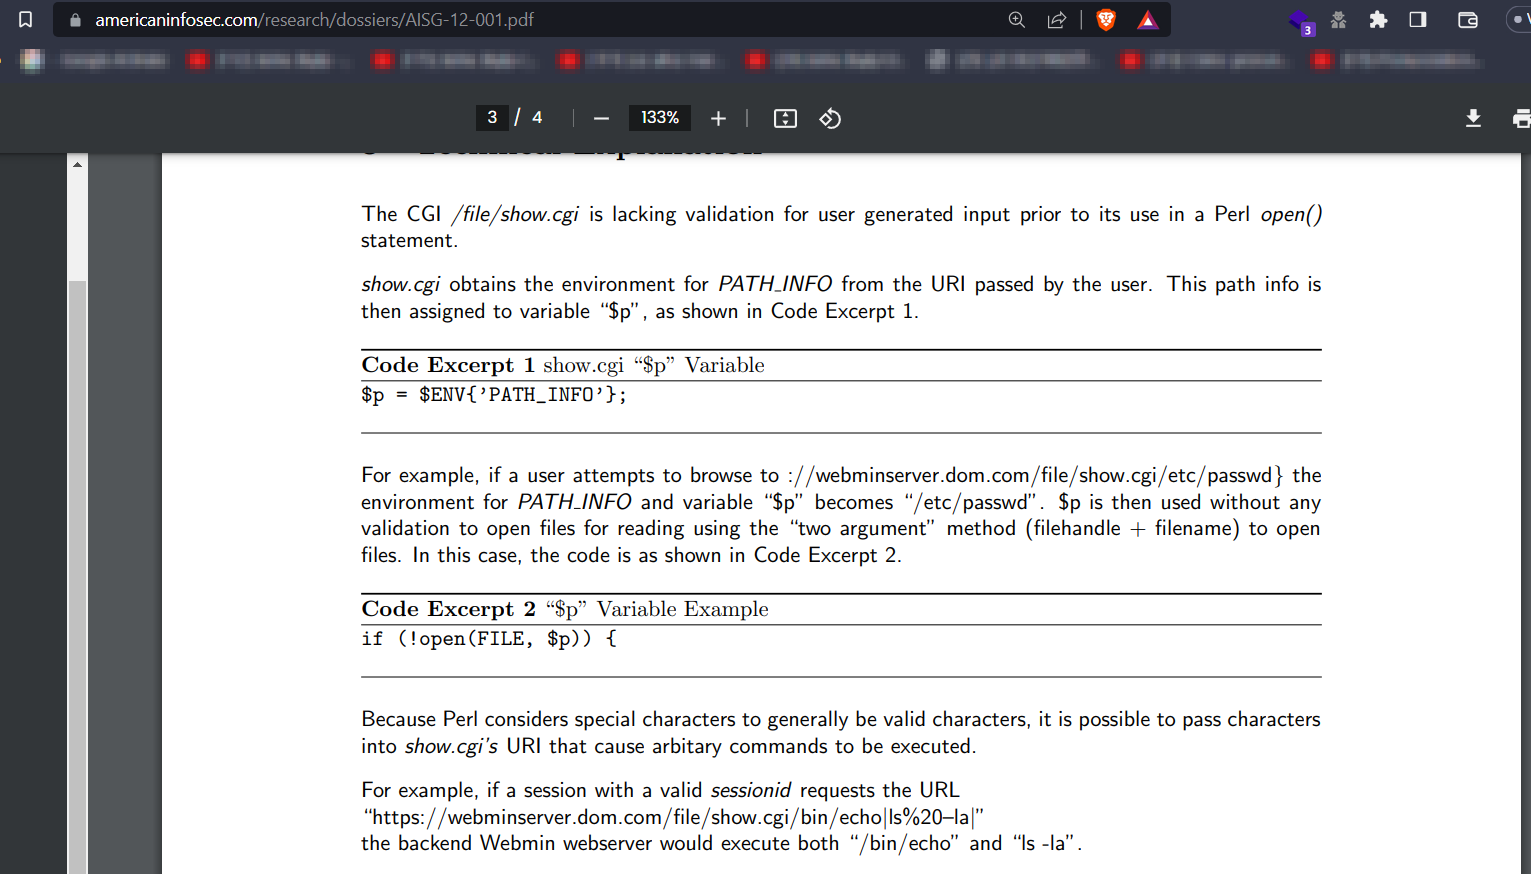 americaninfosec.com/research/dossiers/AISG-12-001.pdf
3
3 / 4
133%
The CGI /file/show.cgi is lacking validation for user generated input prior to its use in a Perl open()
statement.
show.cgi obtains the environment for PATH_INFO from the URI passed by the user. This path info is
then assigned to variable “$p”, as shown in Code Excerpt 1.
Code Excerpt 1 show.cgi “$p” Variable
$p = $ENV{’PATH_INFO’};
For example, if a user attempts to browse to ://webminserver.dom.com/file/show.cgi/etc/passwd} the
environment for PATH_INFO and variable “$p” becomes “/etc/passwd”. $p is then used without any
validation to open files for reading using the “two argument” method (filehandle + filename) to open
files. In this case, the code is as shown in Code Excerpt 2.
Code Excerpt 2 “$p” Variable Example
if (!open(FILE, $p)) {
Because Perl considers special characters to generally be valid characters, it is possible to pass characters
into show.cgi’s URI that cause arbitary commands to be executed.
For example, if a session with a valid sessionid requests the URL
“https://webminserver.dom.com/file/show.cgi/bin/echo|ls%20–la|”
the backend Webmin webserver would execute both “/bin/echo” and “ls -la”.